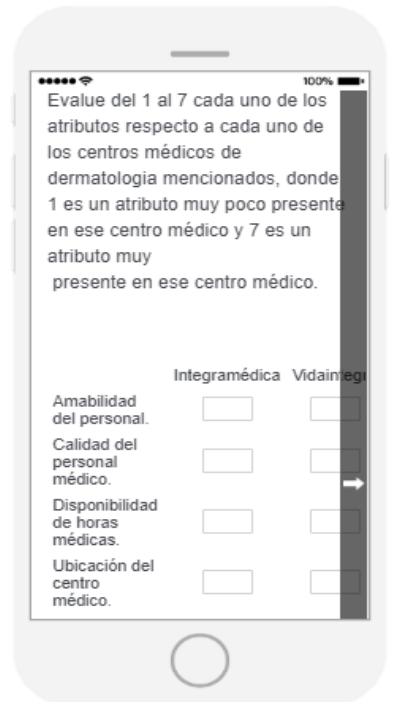 100%
Evalue del 1 al 7 cada uno de los
atributos respecto a cada uno de
los centros médicos de
dermatologia mencionados, donde
1 es un atributo muy poco presente
en ese centro médico y 7 es un
atributo muy
presente en ese centro médico.
Integramédica Vidaintegr
Amabilidad
del personal.
Calidad del
personal
médico.
Disponibilidad
de horas
médicas.
Ubicación del
centro
médico.